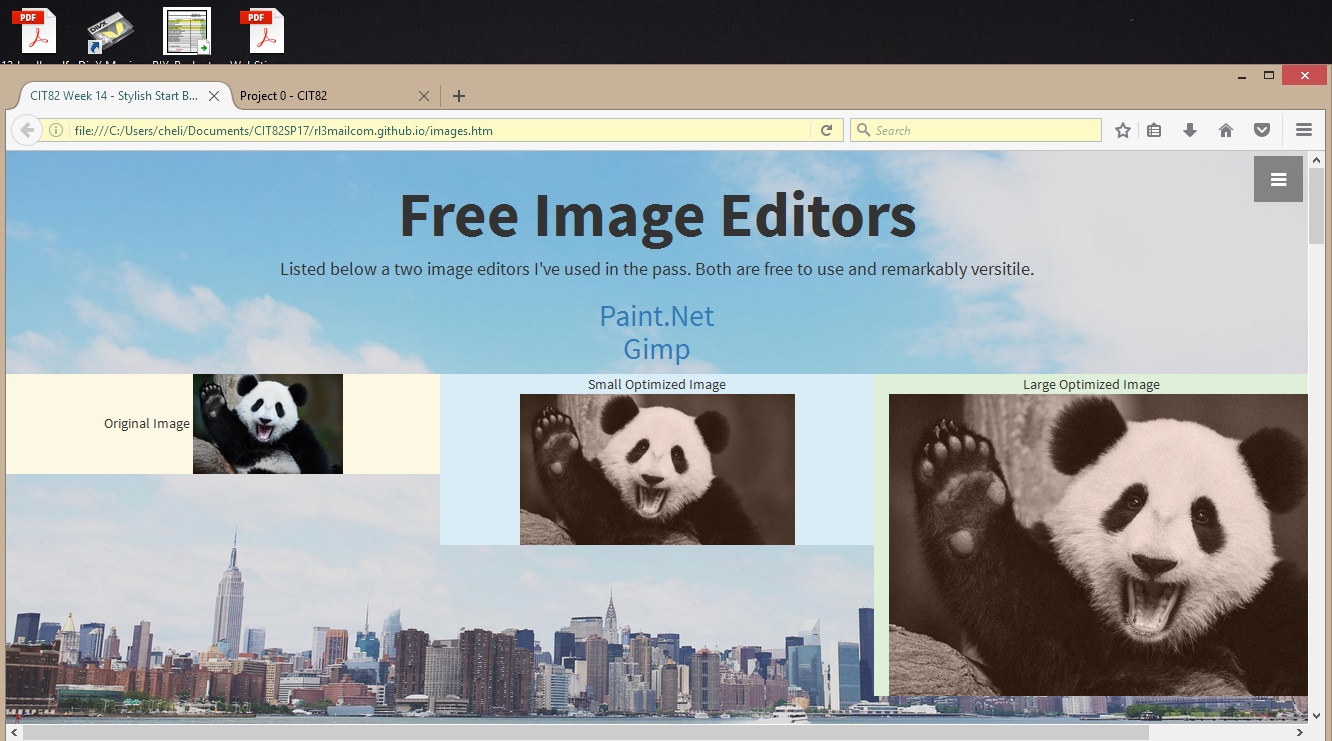 PDF
DIVX
PDF
CIT82 Week 14 - Stylish Start B...
Project 0 - CIT82
file:///C:/Users/cheli/Documents/CIT82SP17/rl3mailcom.github.io/images.htm
Search
Free Image Editors
Listed below a two image editors I've used in the pass. Both are free to use and remarkably versitile.
Paint.Net
Gimp
Original Image
Small Optimized Image
Large Optimized Image